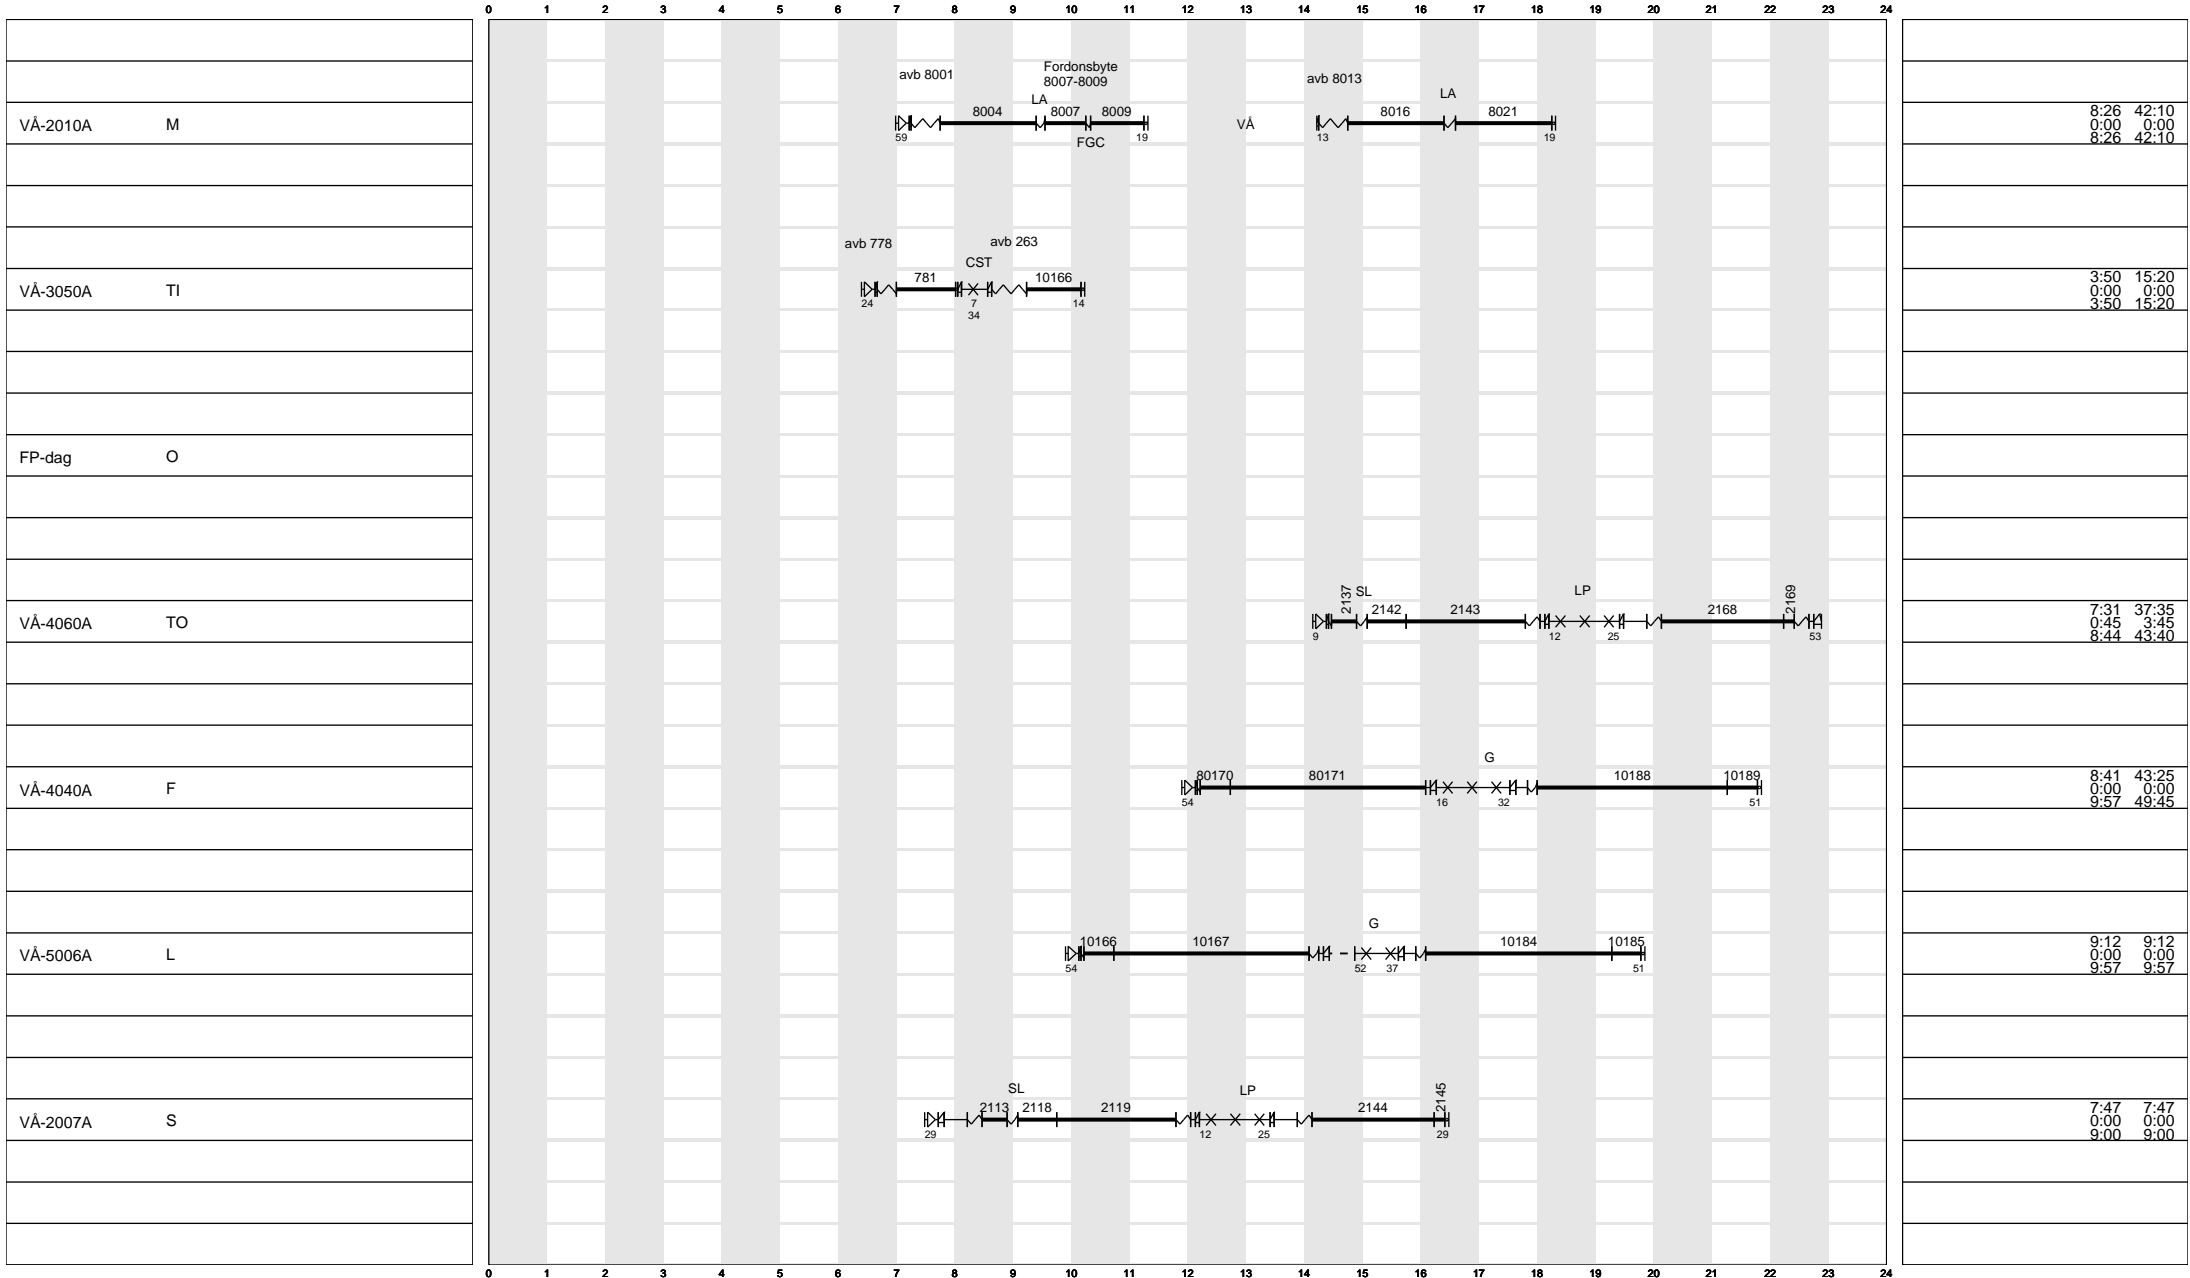 0 1 2 3 4 5 6 7 8 9 10 11 12 13 14 15 16 17 18 19 20 21 22 23 24
avb 8001 Fordonsbyte
8007-8009 avb 8013
LA LA
8004 8007 8009 8016 8021
VÅ-2010A M VÅ 8:26 42:10
59 19 13 19 0:00 0:00
FGC 8:26 42:10
avb 778 avb 263
CST
781 10166
VÅ-3050A TI 3:50 15:20
24 7 14 0:00 0:00
34 3:50 15:20
FP-dag O
SL LP
2137 2142 2143 2168 2169
VÅ-4060A TO 7:31 37:35
9 12 25 53 0:45 3:45
8:44 43:40
G
80170 80171 10188 10189
VÅ-4040A F 8:41 43:25
54 16 32 51 0:00 0:00
9:57 49:45
G
10166 10167 10184 10185
VÅ-5006A L 9:12 9:12
54 52 37 51 0:00 0:00
9:57 9:57
SL LP
2113 2118 2119 2144 2145
VÅ-2007A S 7:47 7:47
29 12 25 29 0:00 0:00
9:00 9:00
0 1 2 3 4 5 6 7 8 9 10 11 12 13 14 15 16 17 18 19 20 21 22 23 24